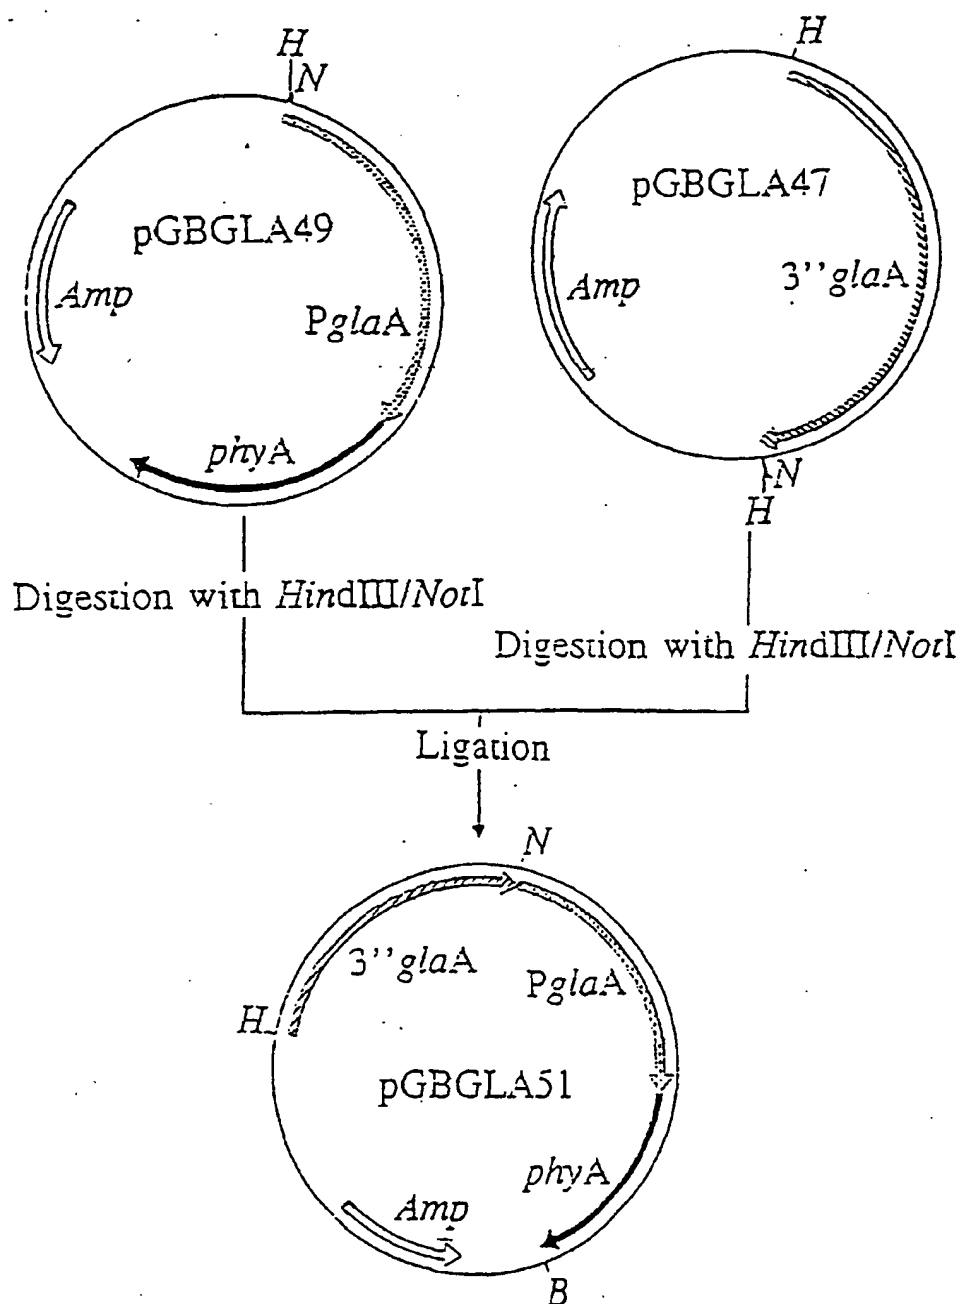 H
N
pGBGLA49
Amp
PglaA
phyA
H
pGBGLA47
Amp
3''glaA
N
H
Digestion with HindIII/NotI
Digestion with HindIII/NotI
Ligation
N
3''glaA
PglaA
H
pGBGLA51
phyA
Amp
B